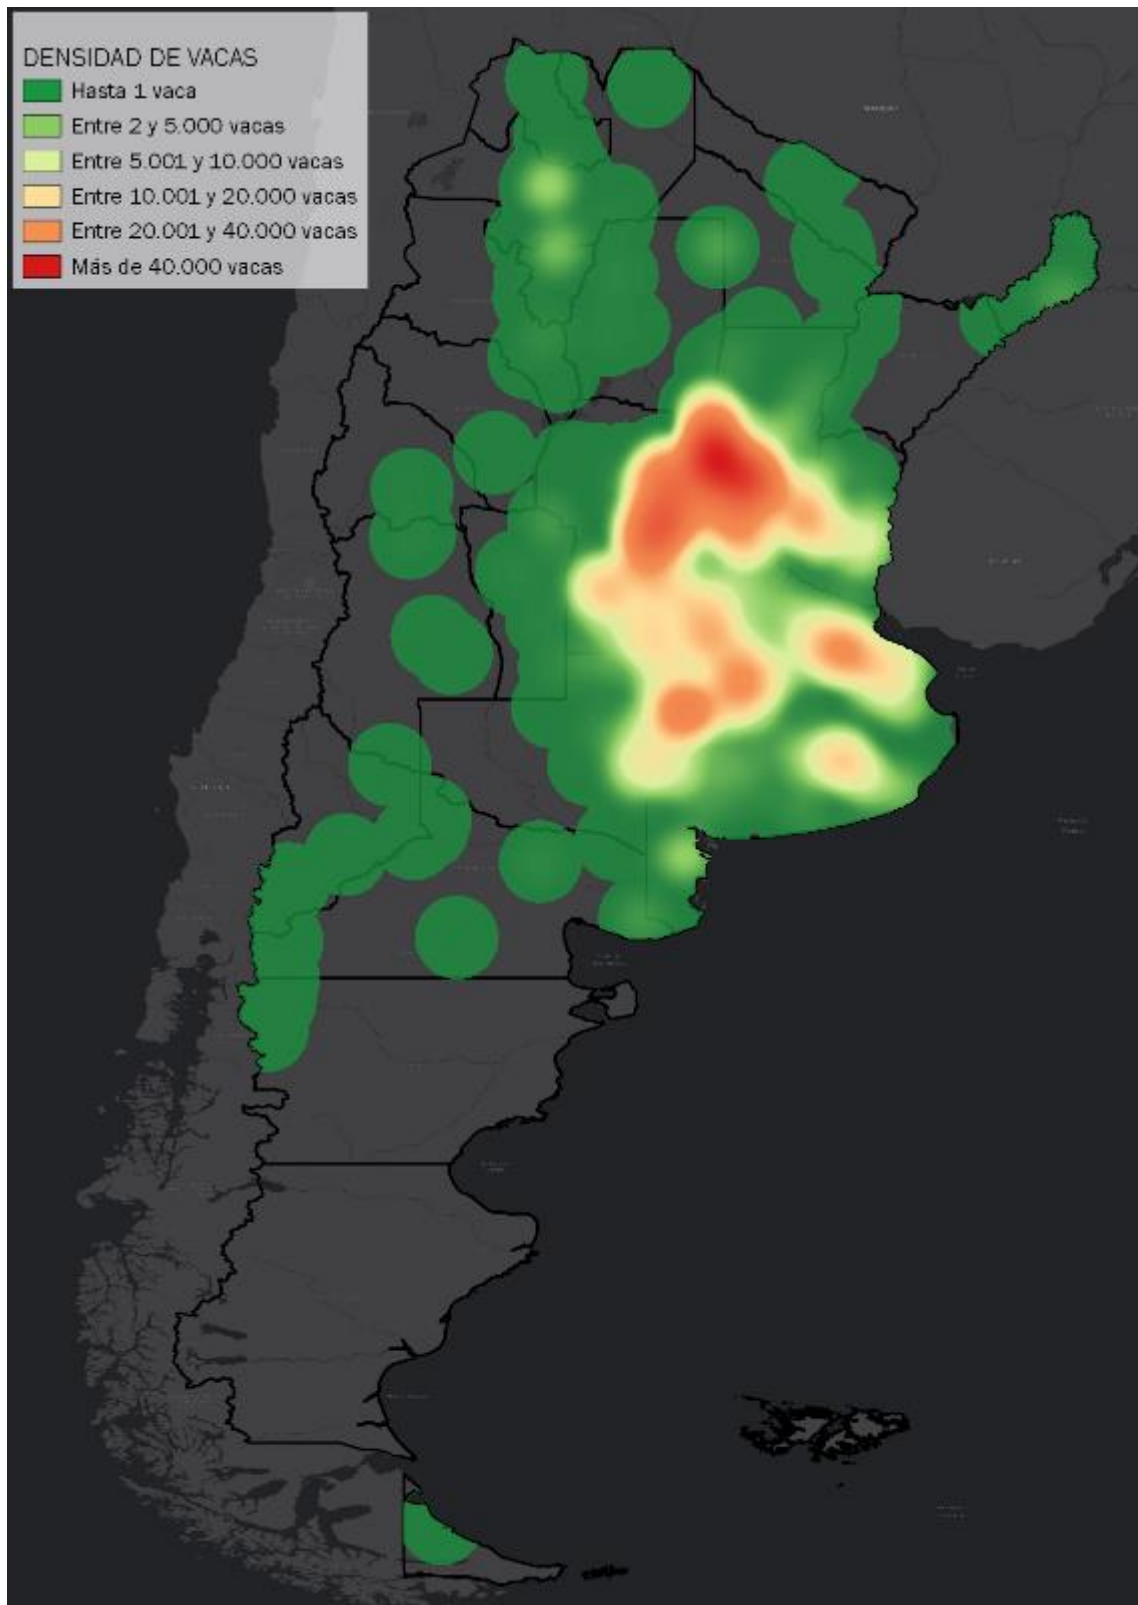 DENSIDAD DE VACAS
Hasta 1 vaca
Entre 2 y 5.000 vacas
Entre 5.001 y 10.000 vacas
Entre 10.001 y 20.000 vacas
Entre 20.001 y 40.000 vacas
Más de 40.000 vacas